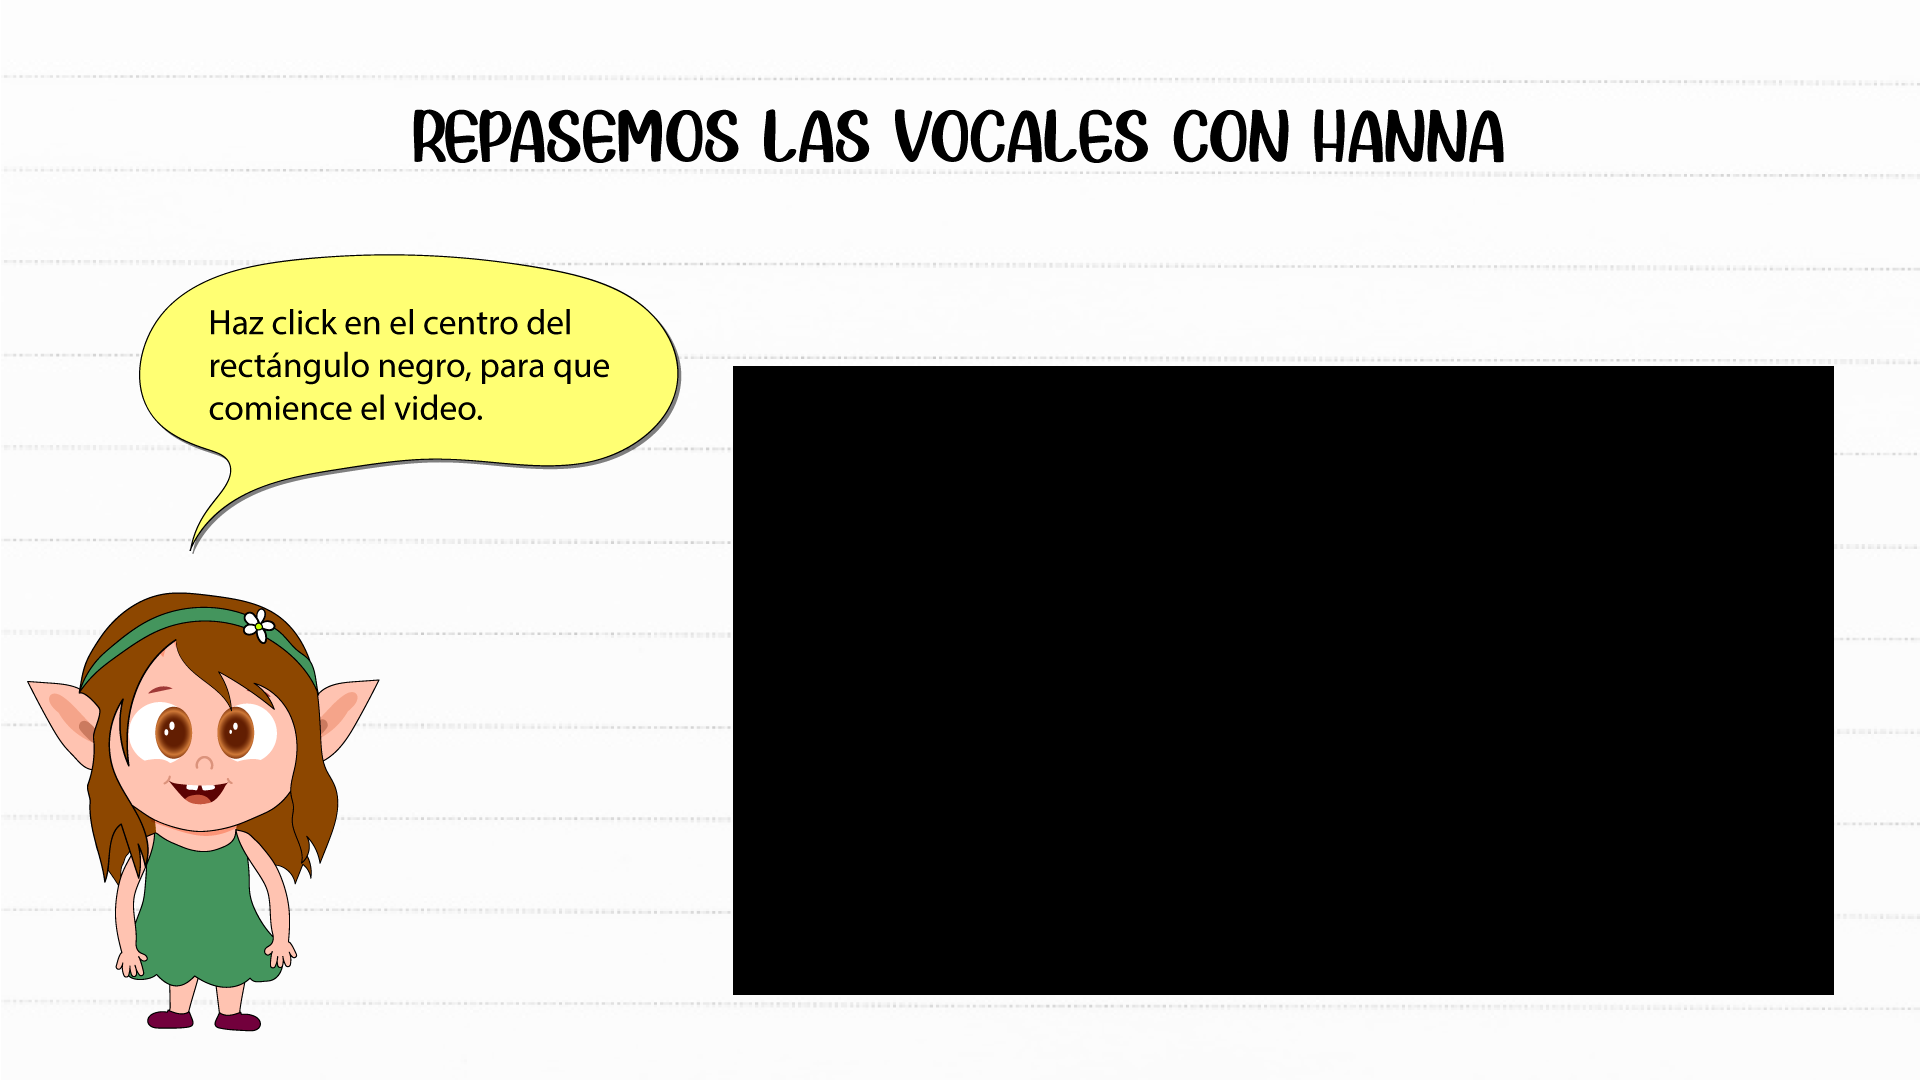 REPASEMOS LAS VOCALES CON HANNA
Haz click en el centro del
rectángulo negro, para que
comience el video.